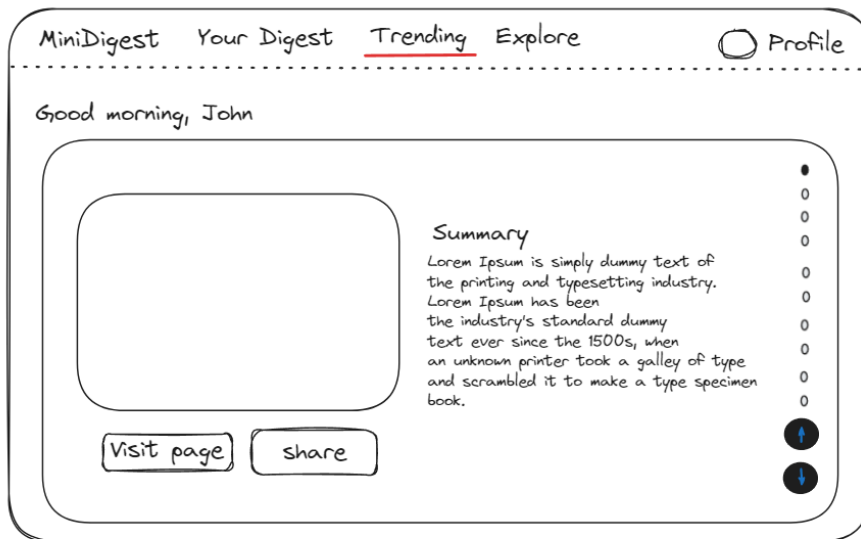 MiniDigest Your Digest Trending Explore Profile
Good morning, John
Summary
Lorem Ipsum is simply dummy text of
the printing and typesetting industry.
Lorem Ipsum has been
the industry's standard dummy
text ever since the 1500s, when
an unknown printer took a galley of type
and scrambled it to make a type specimen
book.
Visit page share